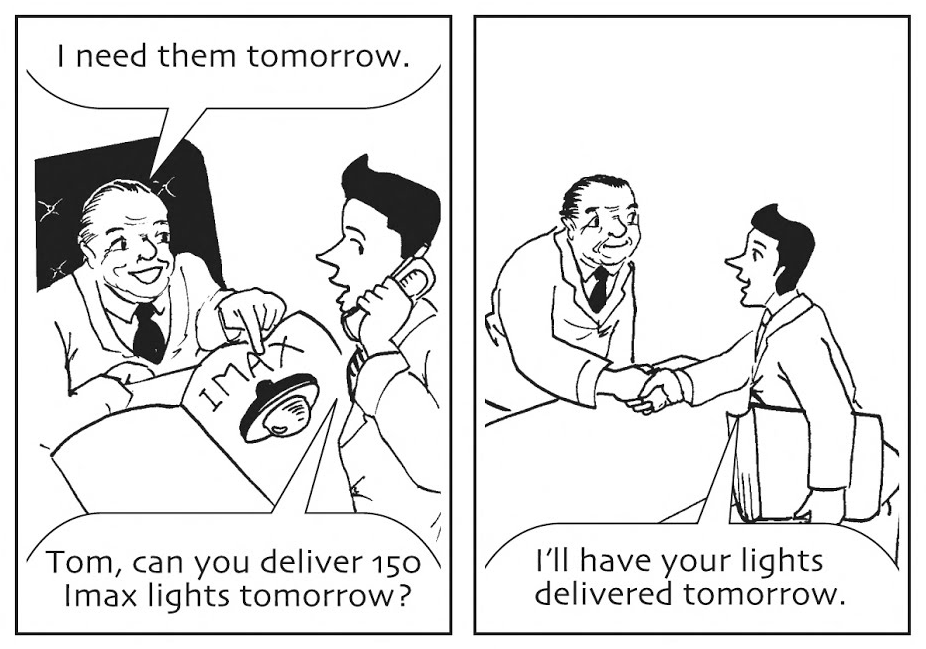 I need them tomorrow.
IMAX
Tom, can you deliver 150
Imax lights tomorrow?
I'll have your lights
delivered tomorrow.